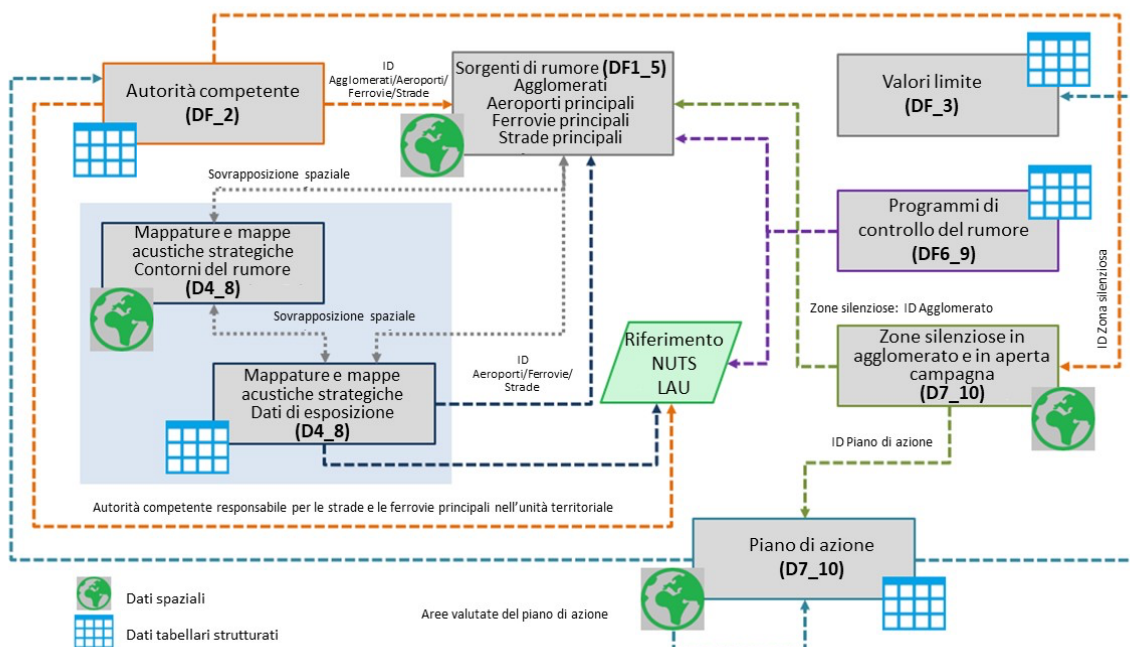 Autorità competente
(DF_2)
ID
Agglomerati/Aeroporti/
Ferrovie/Strade
Sorgenti di rumore (DF1_5)
Agglomerati
Aeroporti principali
Ferrovie principali
Strade principali
Valori limite
(DF_3)
Sovrapposizione spaziale
Mappature e mappe
acustiche strategiche
Contorni del rumore
(D4_8)
Programmi di
controllo del rumore
(DF6_9)
ID Zona silenziosa
Sovrapposizione spaziale
Zone silenziose: ID Agglomerato
Riferimento
NUTS
LAU
Zone silenziose in
agglomerato e in aperta
campagna
(D7_10)
ID
Aeroporti/Ferrovie/
Strade
Mappature e mappe
acustiche strategiche
Dati di esposizione
(D4_8)
ID Piano di azione
Autorità competente responsabile per le strade e le ferrovie principali nell'unità territoriale
Piano di azione
(D7_10)
Dati spaziali
Aree valutate del piano di azione
Dati tabellari strutturati